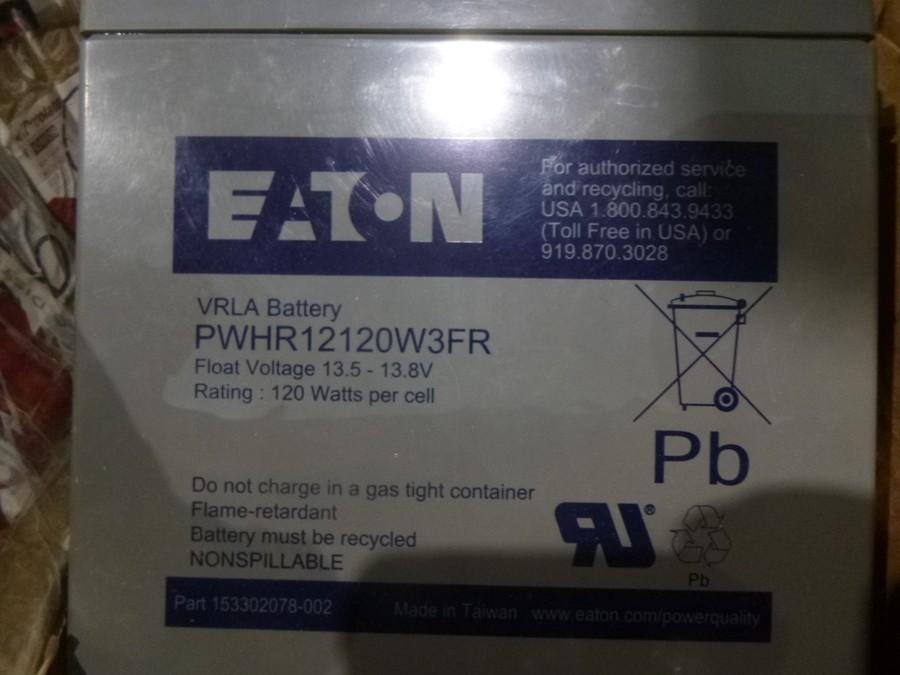 EATON
For authorized service
and recycling, call:
USA 1.800.843.9433
(Toll Free in USA) or
919.870.3028
VRLA Battery
PWHR12120W3FR
Float Voltage 13.5 - 13.8V
Rating : 120 Watts per cell
Pb
Do not charge in a gas tight container
Flame-retardant
Battery must be recycled
NONSPILLABLE
RU®
Pb
Part 153302078-002 Made in Taiwan www.eaton.com/powerquality